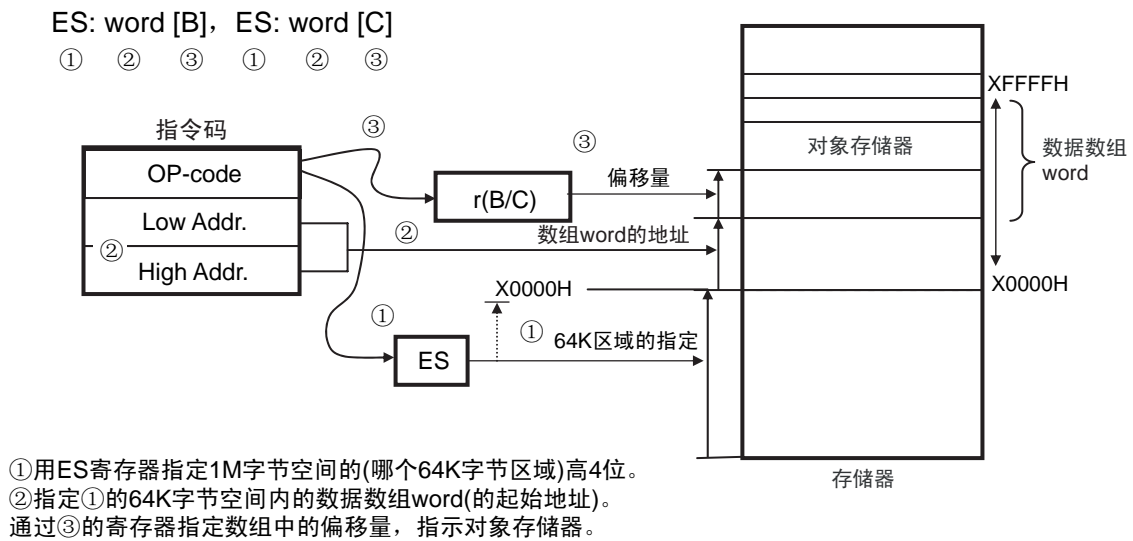 ES: word [B]，ES: word [C]
① ② ③ ① ② ③
XFFFFH
指令码
③
③
OP-code
对象存储器
数据数组
word
偏移量
r(B/C)
Low Addr.
②
数组word的地址
②
High Addr.
X0000H
X0000H
①
①
64K区域的指定
ES
存储器
①用ES寄存器指定1M字节空间的(哪个64K字节区域)高4位。
②指定①的64K字节空间内的数据数组word(的起始地址)。
通过③的寄存器指定数组中的偏移量，指示对象存储器。